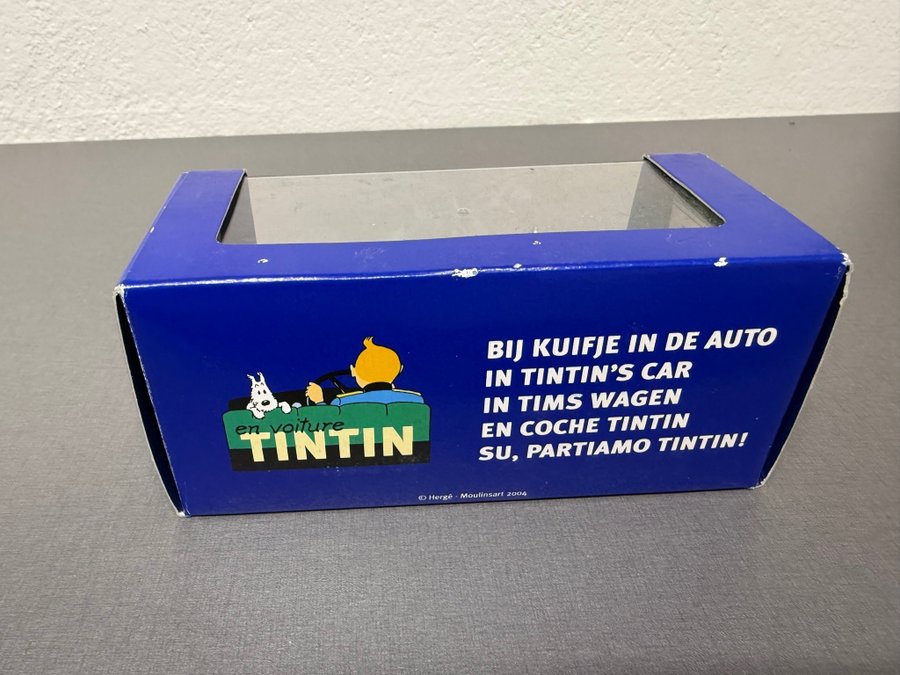 en voiture
TINTIN
BIJ KUIFJE IN DE AUTO
IN TINTIN'S CAR
IN TIMS WAGEN
EN COCHE TINTIN
SU, PARTIAMO TINTIN!
© Hergé - Moulinsart 2004